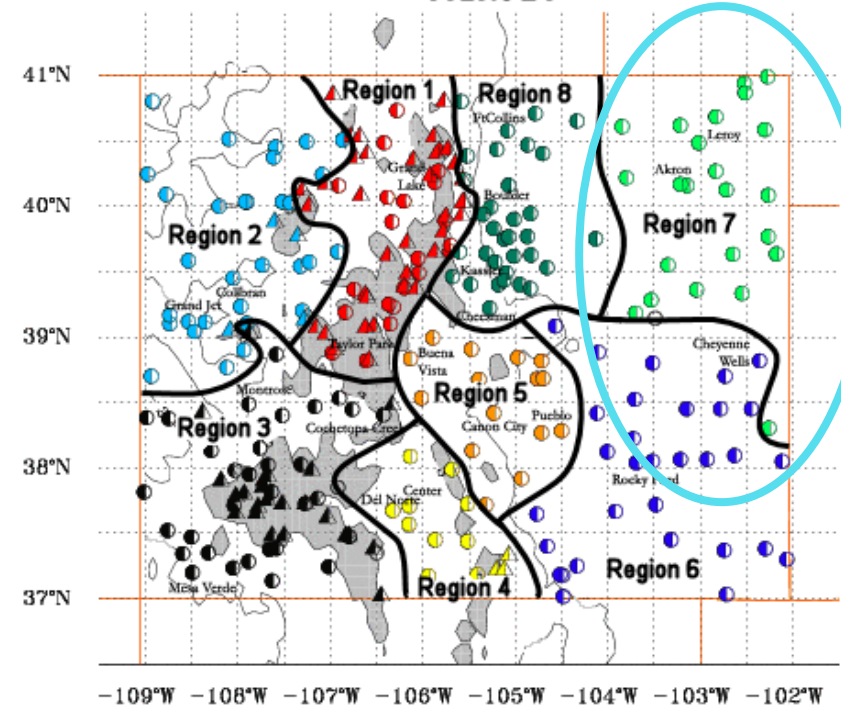 41°N
Region 1
Region 8
FtCollins
Leroy
Grand
Lake
Akron
Boulder
40°N
Region 7
Region 2
Kassler
Collbran
Grand Jct
Cheesman
39°N
Taylor Park
Buena
Vista
Cheyenne
Wells
Montrose
Region 5
Region 3
Cochetopa Creek
Canon City
Pueblo
38°N
Rocky Ford
Del Norte
Center
Mesa Verde
Region 4
Region 6
37°N
-109°W -108°W -107°W -106°W -105°W -104°W -103°W -102°W